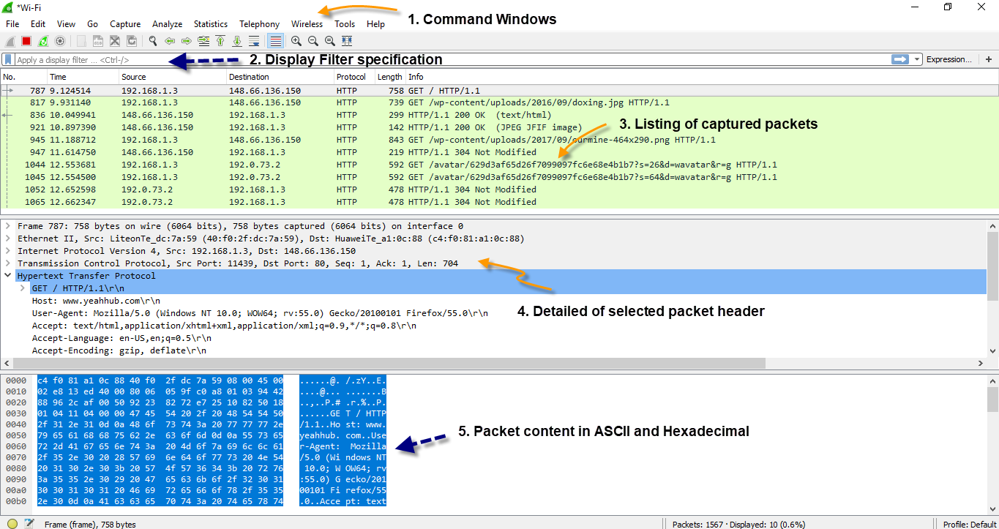 *Wi-Fi
File Edit View Go Capture Analyze Statistics Telephony Wireless Tools Help
1. Command Windows
Apply a display filter ... <Ctrl-/>
2. Display Filter specification
Expression... +
No. Time Source Destination Protocol Length Info
787 9.124514 192.168.1.3 148.66.136.150 HTTP 758 GET / HTTP/1.1
817 9.931140 192.168.1.3 148.66.136.150 HTTP 739 GET /wp-content/uploads/2016/09/doxing.jpg HTTP/1.1
836 10.049941 148.66.136.150 192.168.1.3 HTTP 299 HTTP/1.1 200 OK (text/html)
921 10.897390 148.66.136.150 192.168.1.3 HTTP 142 HTTP/1.1 200 OK (JPEG JFIF image)
3. Listing of captured packets
945 11.188712 192.168.1.3 148.66.136.150 HTTP 843 GET /wp-content/uploads/2017/09/ourmine-464x290.png HTTP/1.1
947 11.614750 148.66.136.150 192.168.1.3 HTTP 219 HTTP/1.1 304 Not Modified
1044 12.553681 192.168.1.3 192.0.73.2 HTTP 592 GET /avatar/629d3af65d26f7099097fc6e68e4b1b7?s=26&d=wavatar&r=g HTTP/1.1
1045 12.554500 192.168.1.3 192.0.73.2 HTTP 592 GET /avatar/629d3af65d26f7099097fc6e68e4b1b7?s=64&d=wavatar&r=g HTTP/1.1
1052 12.652598 192.0.73.2 192.168.1.3 HTTP 478 HTTP/1.1 304 Not Modified
1065 12.662347 192.0.73.2 192.168.1.3 HTTP 478 HTTP/1.1 304 Not Modified
Frame 787: 758 bytes on wire (6064 bits), 758 bytes captured (6064 bits) on interface 0
Ethernet II, Src: LiteonTe_dc:7a:59 (40:f0:2f:dc:7a:59), Dst: HuaweiTe_a1:0c:88 (c4:f0:81:a1:0c:88)
Internet Protocol Version 4, Src: 192.168.1.3, Dst: 148.66.136.150
Transmission Control Protocol, Src Port: 11439, Dst Port: 80, Seq: 1, Ack: 1, Len: 704
Hypertext Transfer Protocol
GET / HTTP/1.1\r\n
Host: www.yeahhub.com\r\n
User-Agent: Mozilla/5.0 (Windows NT 10.0; WOW64; rv:55.0) Gecko/20100101 Firefox/55.0\r\n
4. Detailed of selected packet header
Accept: text/html,application/xhtml+xml,application/xml;q=0.9,*/*;q=0.8\r\n
Accept-Language: en-US,en;q=0.5\r\n
Accept-Encoding: gzip, deflate\r\n
0000 c4 f0 81 a1 0c 88 40 f0 2f dc 7a 59 08 00 45 00 ......@. /.zY..E.
0010 02 e8 13 ed 40 00 80 06 05 9f c0 a8 01 03 94 42 ....@... .......B
0020 88 96 2c af 00 50 92 23 82 72 e7 25 10 82 50 18 ..,..P.# .r.%..P.
0030 01 04 11 04 00 00 47 45 54 20 2f 20 48 54 54 50 ......GE T / HTTP
0040 2f 31 2e 31 0d 0a 48 6f 73 74 3a 20 77 77 77 2e /1.1..Ho st: www.
0050 79 65 61 68 68 75 62 2e 63 6f 6d 0d 0a 55 73 65 yeahhub. com..Use
0060 72 2d 41 67 65 6e 74 3a 20 4d 6f 7a 69 6c 6c 61 r-Agent: Mozilla
0070 2f 35 2e 30 20 28 57 69 6e 64 6f 77 73 20 4e 54 /5.0 (Wi ndows NT
0080 20 31 30 2e 30 3b 20 57 4f 57 36 34 3b 20 72 76 10.0; W OW64; rv
0090 3a 35 35 2e 30 29 20 47 65 63 6b 6f 2f 32 30 31 :55.0) G ecko/201
00a0 30 30 31 30 31 20 46 69 72 65 66 6f 78 2f 35 35 00101 Fi refox/55
00b0 2e 30 0d 0a 41 63 63 65 70 74 3a 20 74 65 78 74 .0..Acce pt: text
5. Packet content in ASCII and Hexadecimal
Frame (frame), 758 bytes Packets: 1567 · Displayed: 10 (0.6%) Profile: Default